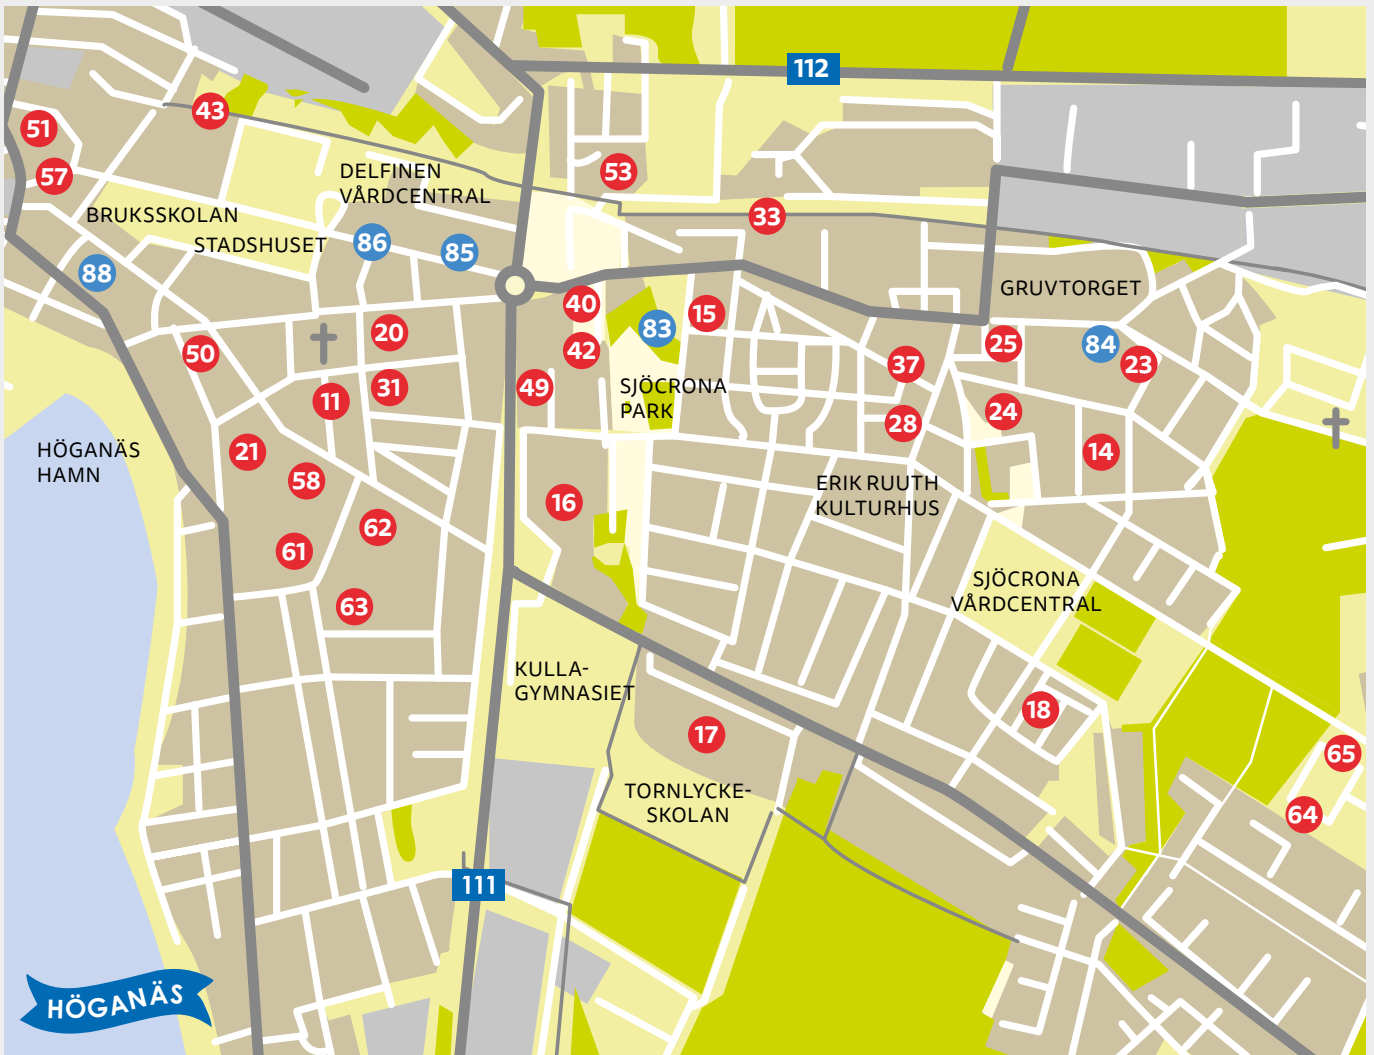 112
43
51
53
57
DELFINEN
VÅRDCENTRAL
BRUKSSKOLAN
33
STADSHUSET
86
85
88
GRUVTORGET
40
15
83
20
50
42
25
84
23
37
11
31
49
SJÖCRONA
PARK
24
28
HÖGANÄS
HAMN
21
14
58
ERIK RUUTH
KULTURHUS
16
62
61
SJÖCRONA
VÅRDCENTRAL
63
KULLA-
GYMNASIET
18
17
65
TORNLYCKE-
SKOLAN
64
111
HÖGANÄS